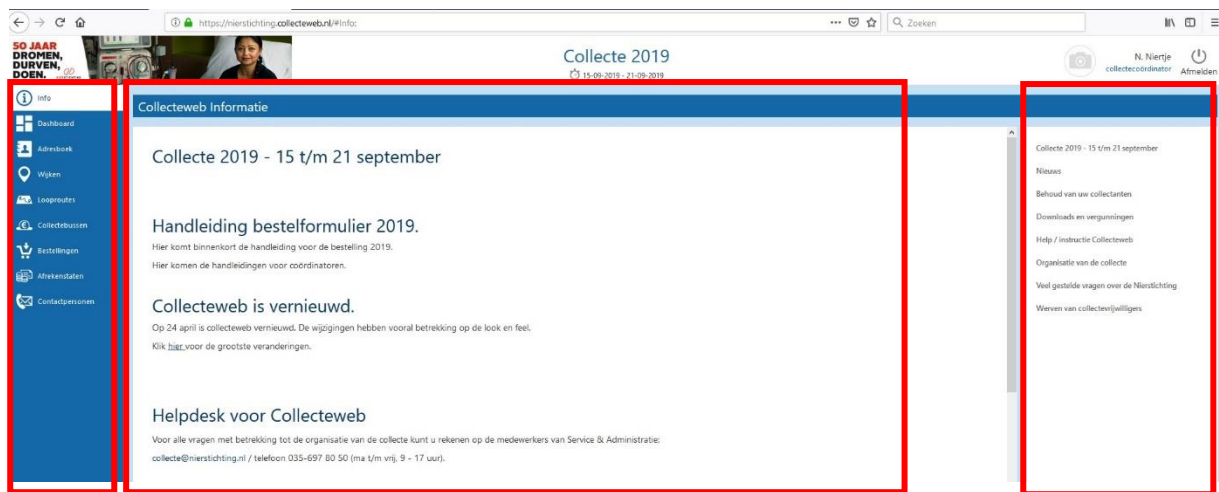 https://nierstichting.collecteweb.nl/#Info:
Zoeken
50 JAAR
DROMEN,
DURVEN,
DOEN.
Collecte 2019
15-09-2019 - 21-09-2019
N. Niertje
collectecoördinator
Afmelden
Info
Dashboard
Adresboek
Wijken
Looproutes
Collectebussen
Bestellingen
Afrekenstaten
Contactpersonen
Collecteweb Informatie
Collecte 2019 - 15 t/m 21 september
Handleiding bestelformulier 2019.
Hier komt binnenkort de handleiding voor de bestelling 2019.
Hier komen de handleidingen voor coördinatoren.
Collecteweb is vernieuwd.
Op 24 april is collecteweb vernieuwd. De wijzigingen hebben vooral betrekking op de look en feel.
Klik hier voor de grootste veranderingen.
Helpdesk voor Collecteweb
Voor alle vragen met betrekking tot de organisatie van de collecte kunt u rekenen op de medewerkers van Service & Administratie:
collecte@nierstichting.nl / telefoon 035-697 80 50 (ma t/m vrij, 9 - 17 uur).
Collecte 2019 - 15 t/m 21 september
Nieuws
Behoud van uw collectanten
Downloads en vergunningen
Help / instructie Collecteweb
Organisatie van de collecte
Veel gestelde vragen over de Nierstichting
Werven van collectevrijwilligers